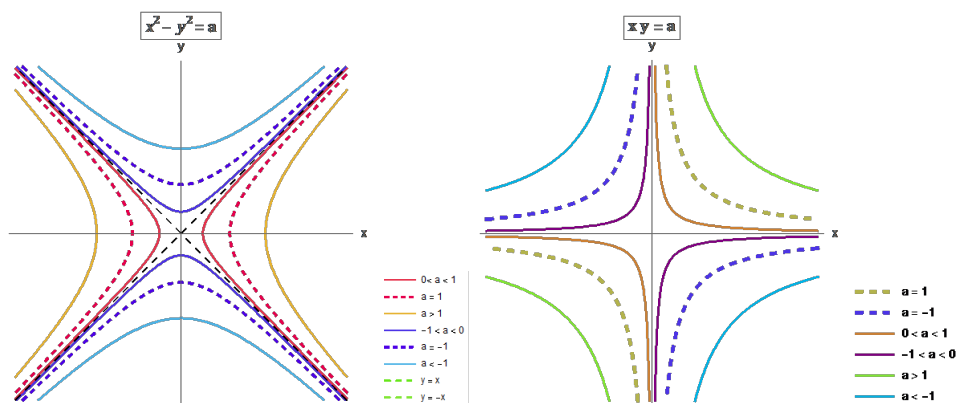 x² – y² = a
y
x
0 < a < 1
a = 1
a > 1
–1 < a < 0
a = –1
a < –1
y = x
y = –x
x y = a
y
x
a = 1
a = –1
0 < a < 1
–1 < a < 0
a > 1
a < –1